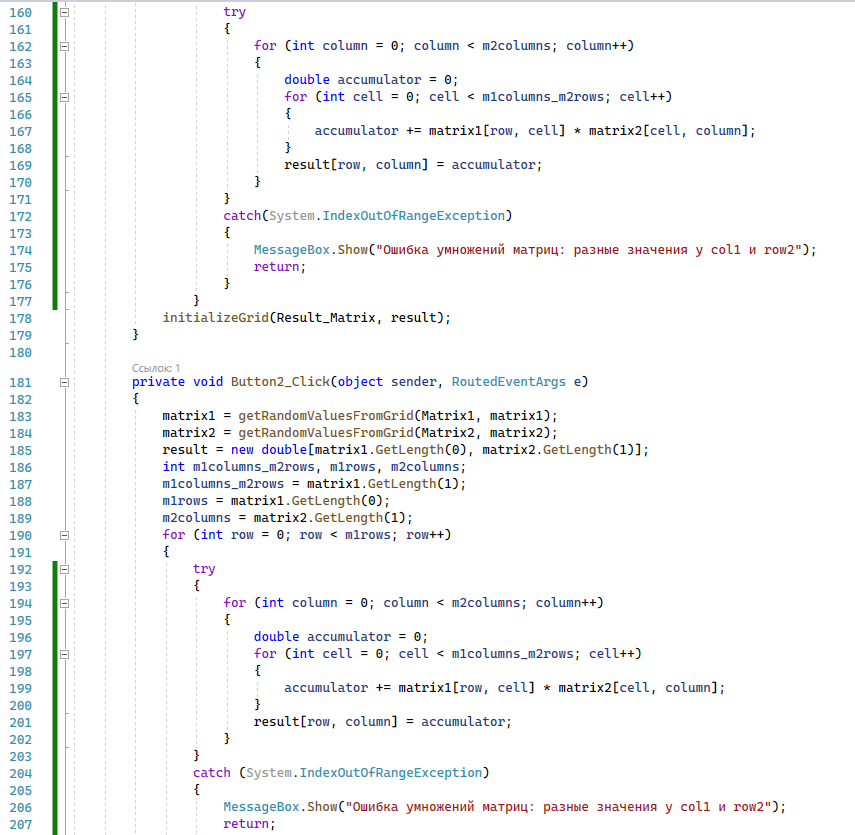 160 try
161 {
162 for (int column = 0; column < m2columns; column++)
163 {
164 double accumulator = 0;
165 for (int cell = 0; cell < m1columns_m2rows; cell++)
166 {
167 accumulator += matrix1[row, cell] * matrix2[cell, column];
168 }
169 result[row, column] = accumulator;
170 }
171 }
172 catch(System.IndexOutOfRangeException)
173 {
174 MessageBox.Show("Ошибка умножений матриц: разные значения у col1 и row2");
175 return;
176 }
177 }
178 initializeGrid(Result_Matrix, result);
179 }
180
Ссылок: 1
181 private void Button2_Click(object sender, RoutedEventArgs e)
182 {
183 matrix1 = getRandomValuesFromGrid(Matrix1, matrix1);
184 matrix2 = getRandomValuesFromGrid(Matrix2, matrix2);
185 result = new double[matrix1.GetLength(0), matrix2.GetLength(1)];
186 int m1columns_m2rows, m1rows, m2columns;
187 m1columns_m2rows = matrix1.GetLength(1);
188 m1rows = matrix1.GetLength(0);
189 m2columns = matrix2.GetLength(1);
190 for (int row = 0; row < m1rows; row++)
191 {
192 try
193 {
194 for (int column = 0; column < m2columns; column++)
195 {
196 double accumulator = 0;
197 for (int cell = 0; cell < m1columns_m2rows; cell++)
198 {
199 accumulator += matrix1[row, cell] * matrix2[cell, column];
200 }
201 result[row, column] = accumulator;
202 }
203 }
204 catch (System.IndexOutOfRangeException)
205 {
206 MessageBox.Show("Ошибка умножений матриц: разные значения у col1 и row2");
207 return;